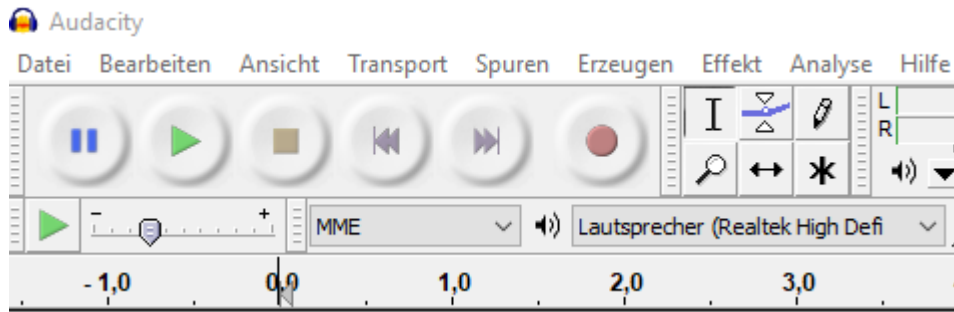 Audacity
Datei Bearbeiten Ansicht Transport Spuren Erzeugen Effekt Analyse Hilfe
L
R
- +
MME Lautsprecher (Realtek High Defi
- 1,0 0,0 1,0 2,0 3,0